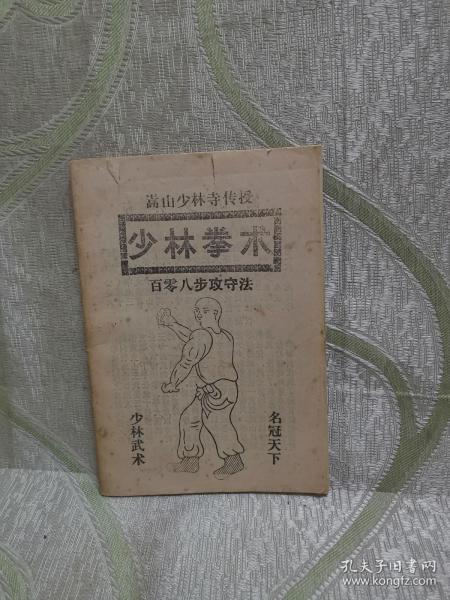 嵩山少林寺传授
少林拳术
百零八步攻守法
少林武术
名冠天下
孔夫子旧书网
www.kongfz.com